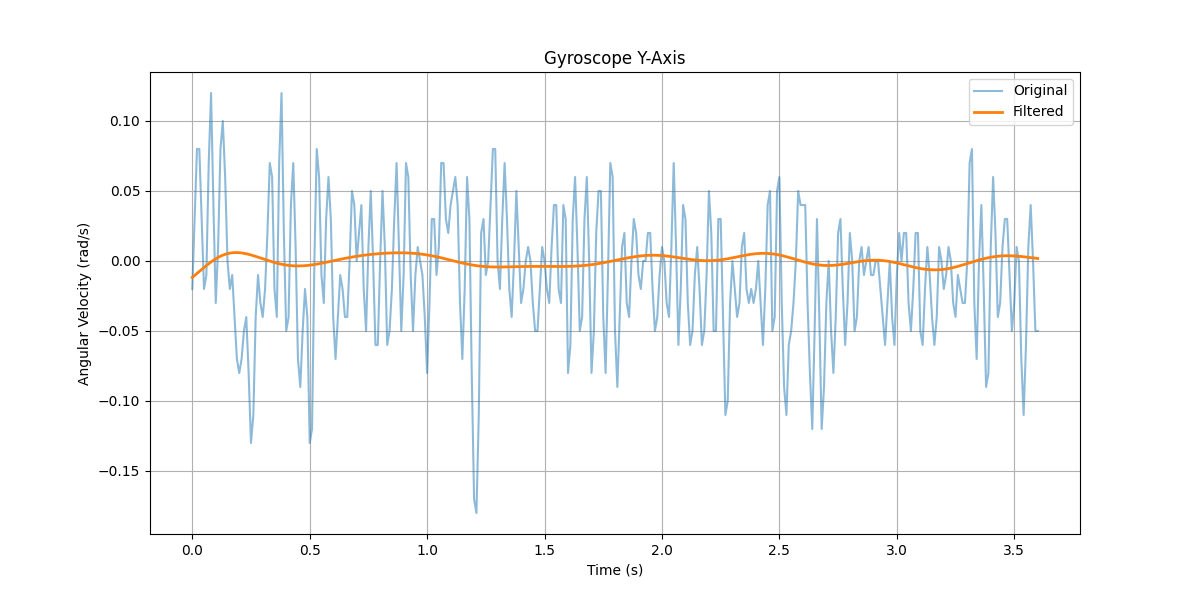 Gyroscope Y-Axis
Original
Filtered
Angular Velocity (rad/s)
0.10
0.05
0.00
−0.05
−0.10
−0.15
0.0 0.5 1.0 1.5 2.0 2.5 3.0 3.5
Time (s)